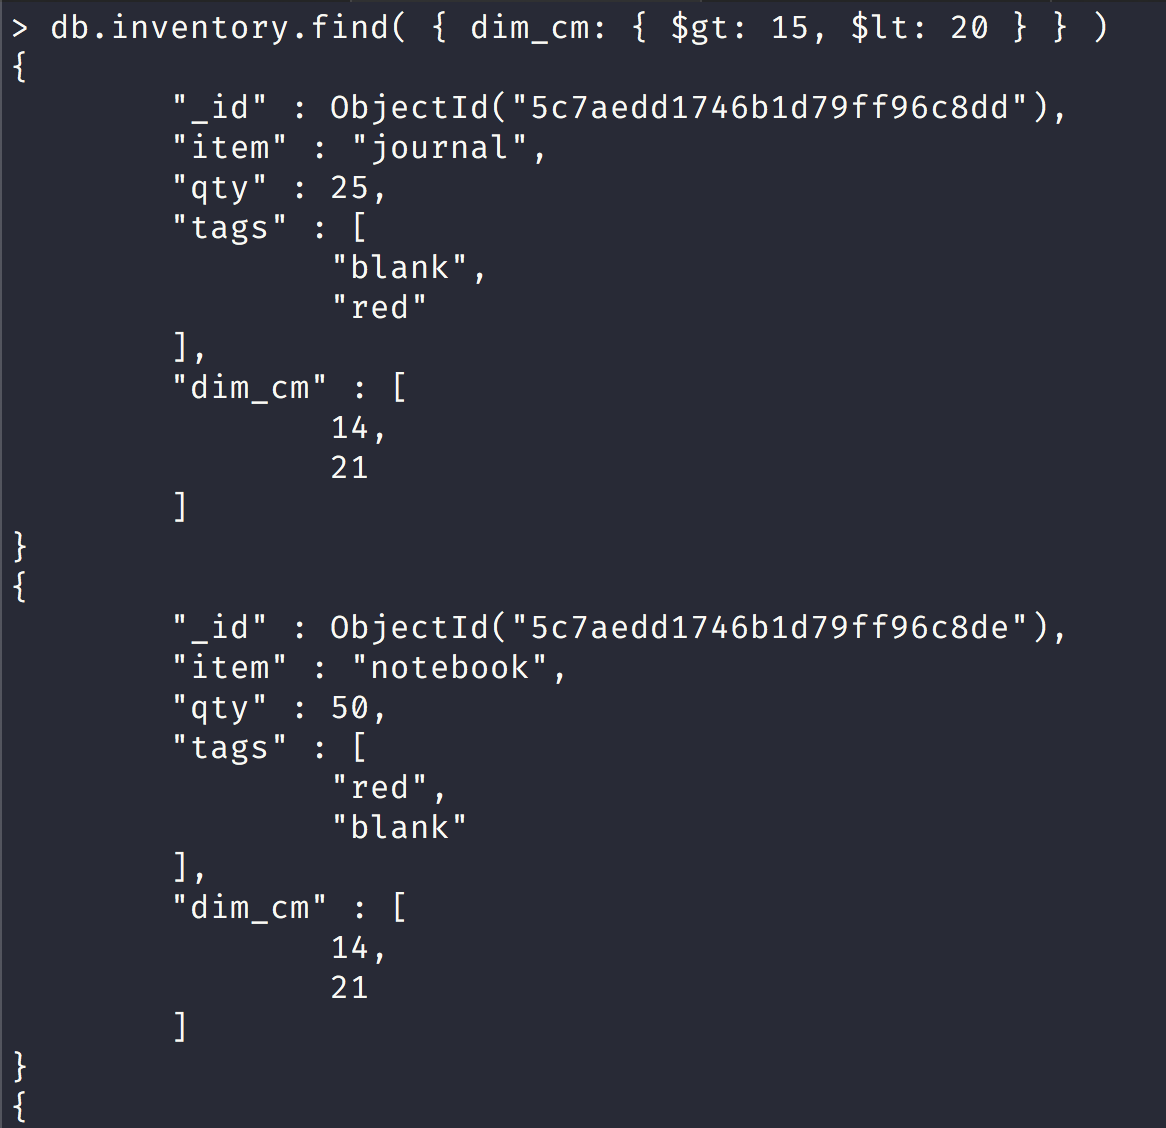 > db.inventory.find( { dim_cm: { $gt: 15, $lt: 20 } } )
{
        "_id" : ObjectId("5c7aedd1746b1d79ff96c8dd"),
        "item" : "journal",
        "qty" : 25,
        "tags" : [
                "blank",
                "red"
        ],
        "dim_cm" : [
                14,
                21
        ]
}
{
        "_id" : ObjectId("5c7aedd1746b1d79ff96c8de"),
        "item" : "notebook",
        "qty" : 50,
        "tags" : [
                "red",
                "blank"
        ],
        "dim_cm" : [
                14,
                21
        ]
}
{